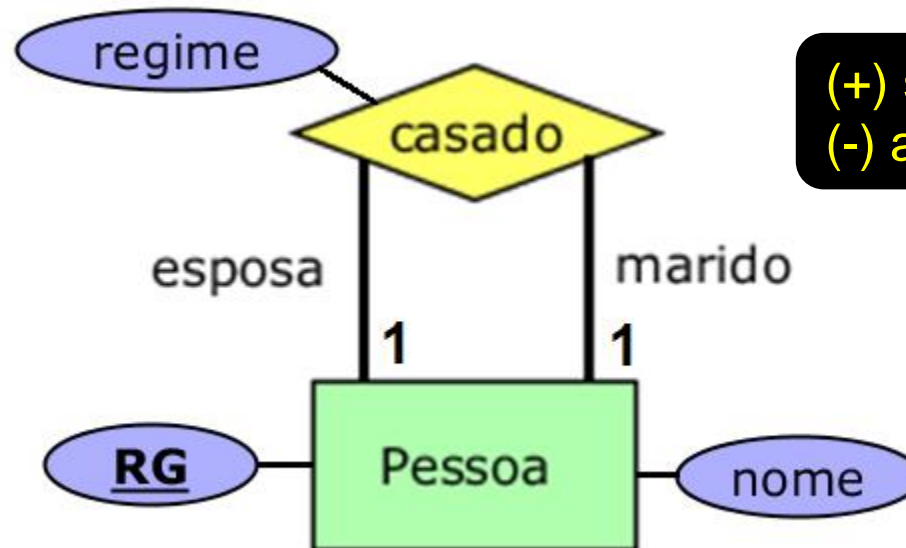 regime
casado
(+)
(-)
esposa
marido
1
1
RG
Pessoa
nome